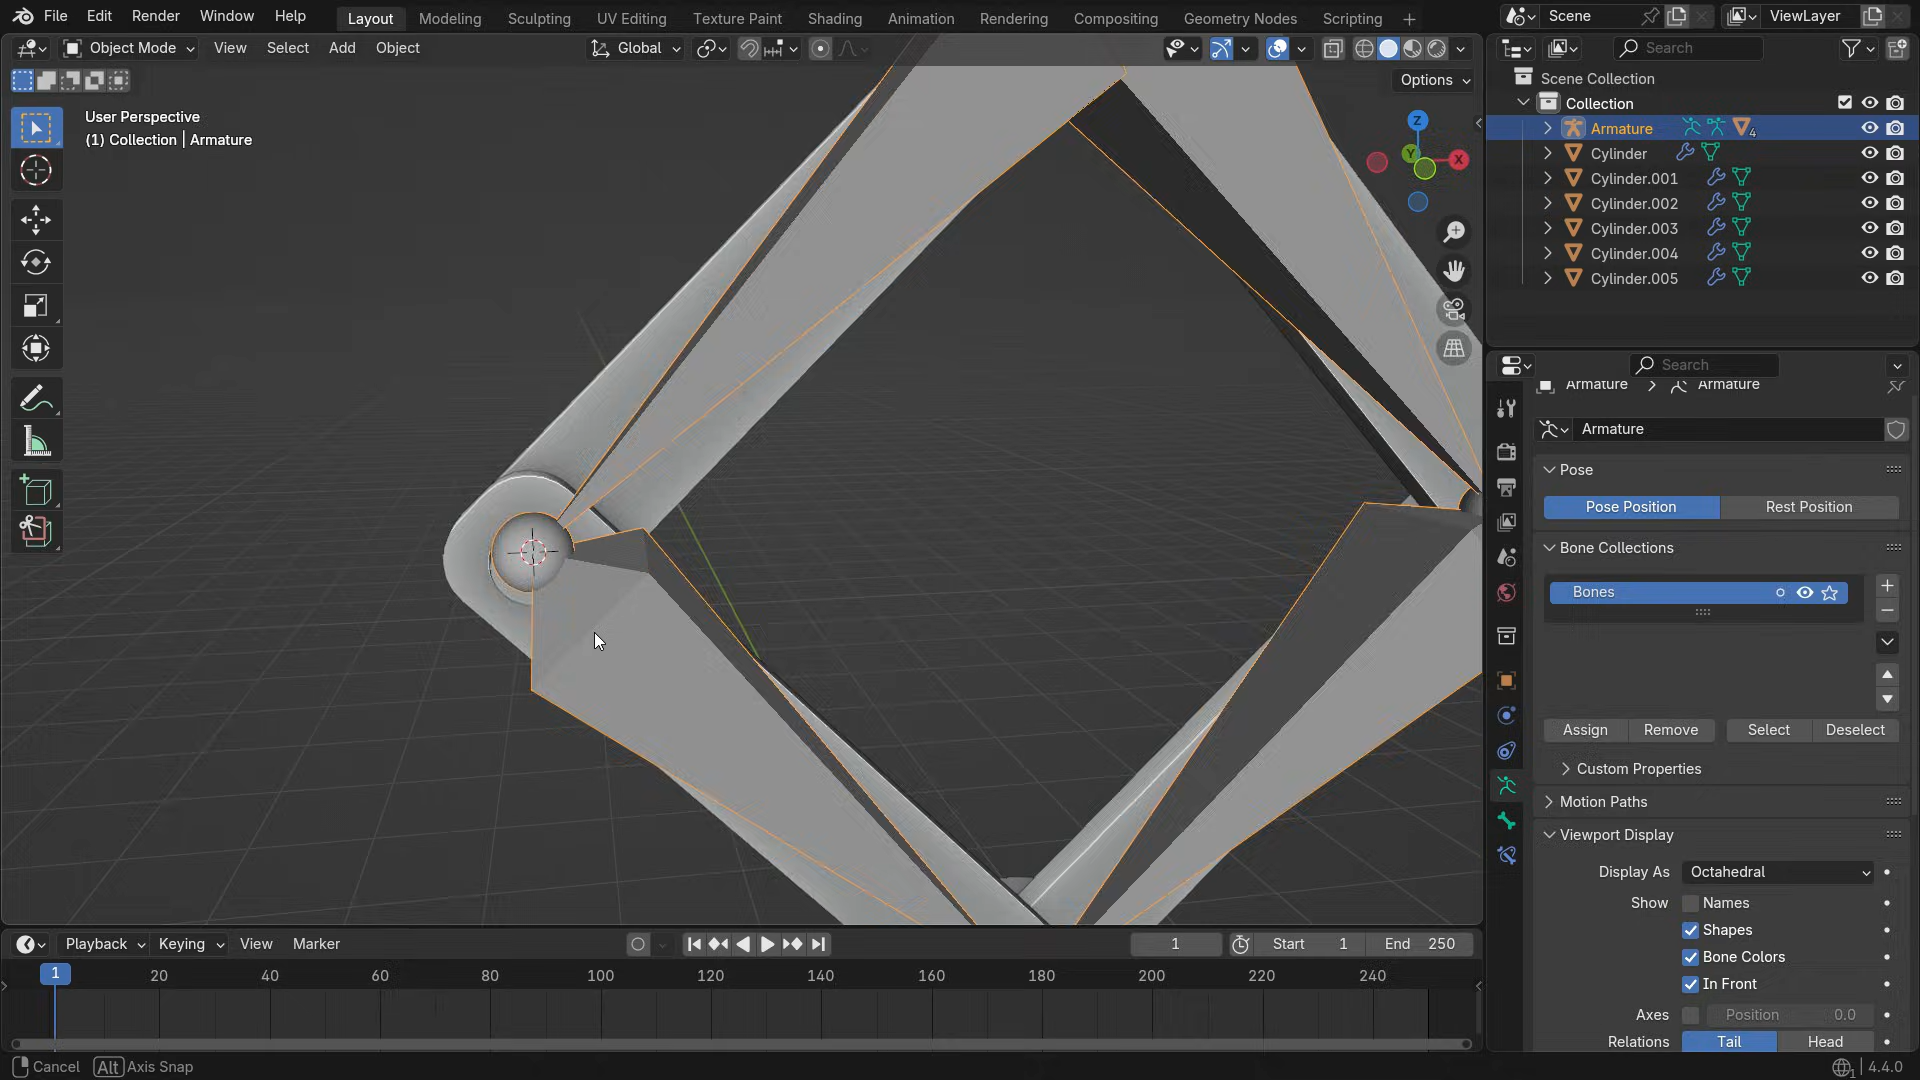 File Edit Render Window Help Layout Modeling Sculpting UV Editing Texture Paint Shading Animation Rendering Compositing Geometry Nodes Scripting + Scene ViewLayer
Object Mode View Select Add Object Global Search
Options
User Perspective
(1) Collection | Armature
Z
Y
X
Scene Collection
Collection
Armature 4
Cylinder
Cylinder.001
Cylinder.002
Cylinder.003
Cylinder.004
Cylinder.005
Search
Armature > Armature
Armature
Pose
Pose Position Rest Position
Bone Collections
Bones
Assign Remove Select Deselect
Custom Properties
Motion Paths
Viewport Display
Display As Octahedral
Show Names
Shapes
Bone Colors
In Front
Axes Position 0.0
Relations Tail Head
Playback Keying View Marker 1 Start 1 End 250
1 20 40 60 80 100 120 140 160 180 200 220 240
Cancel Alt Axis Snap 1 4.4.0